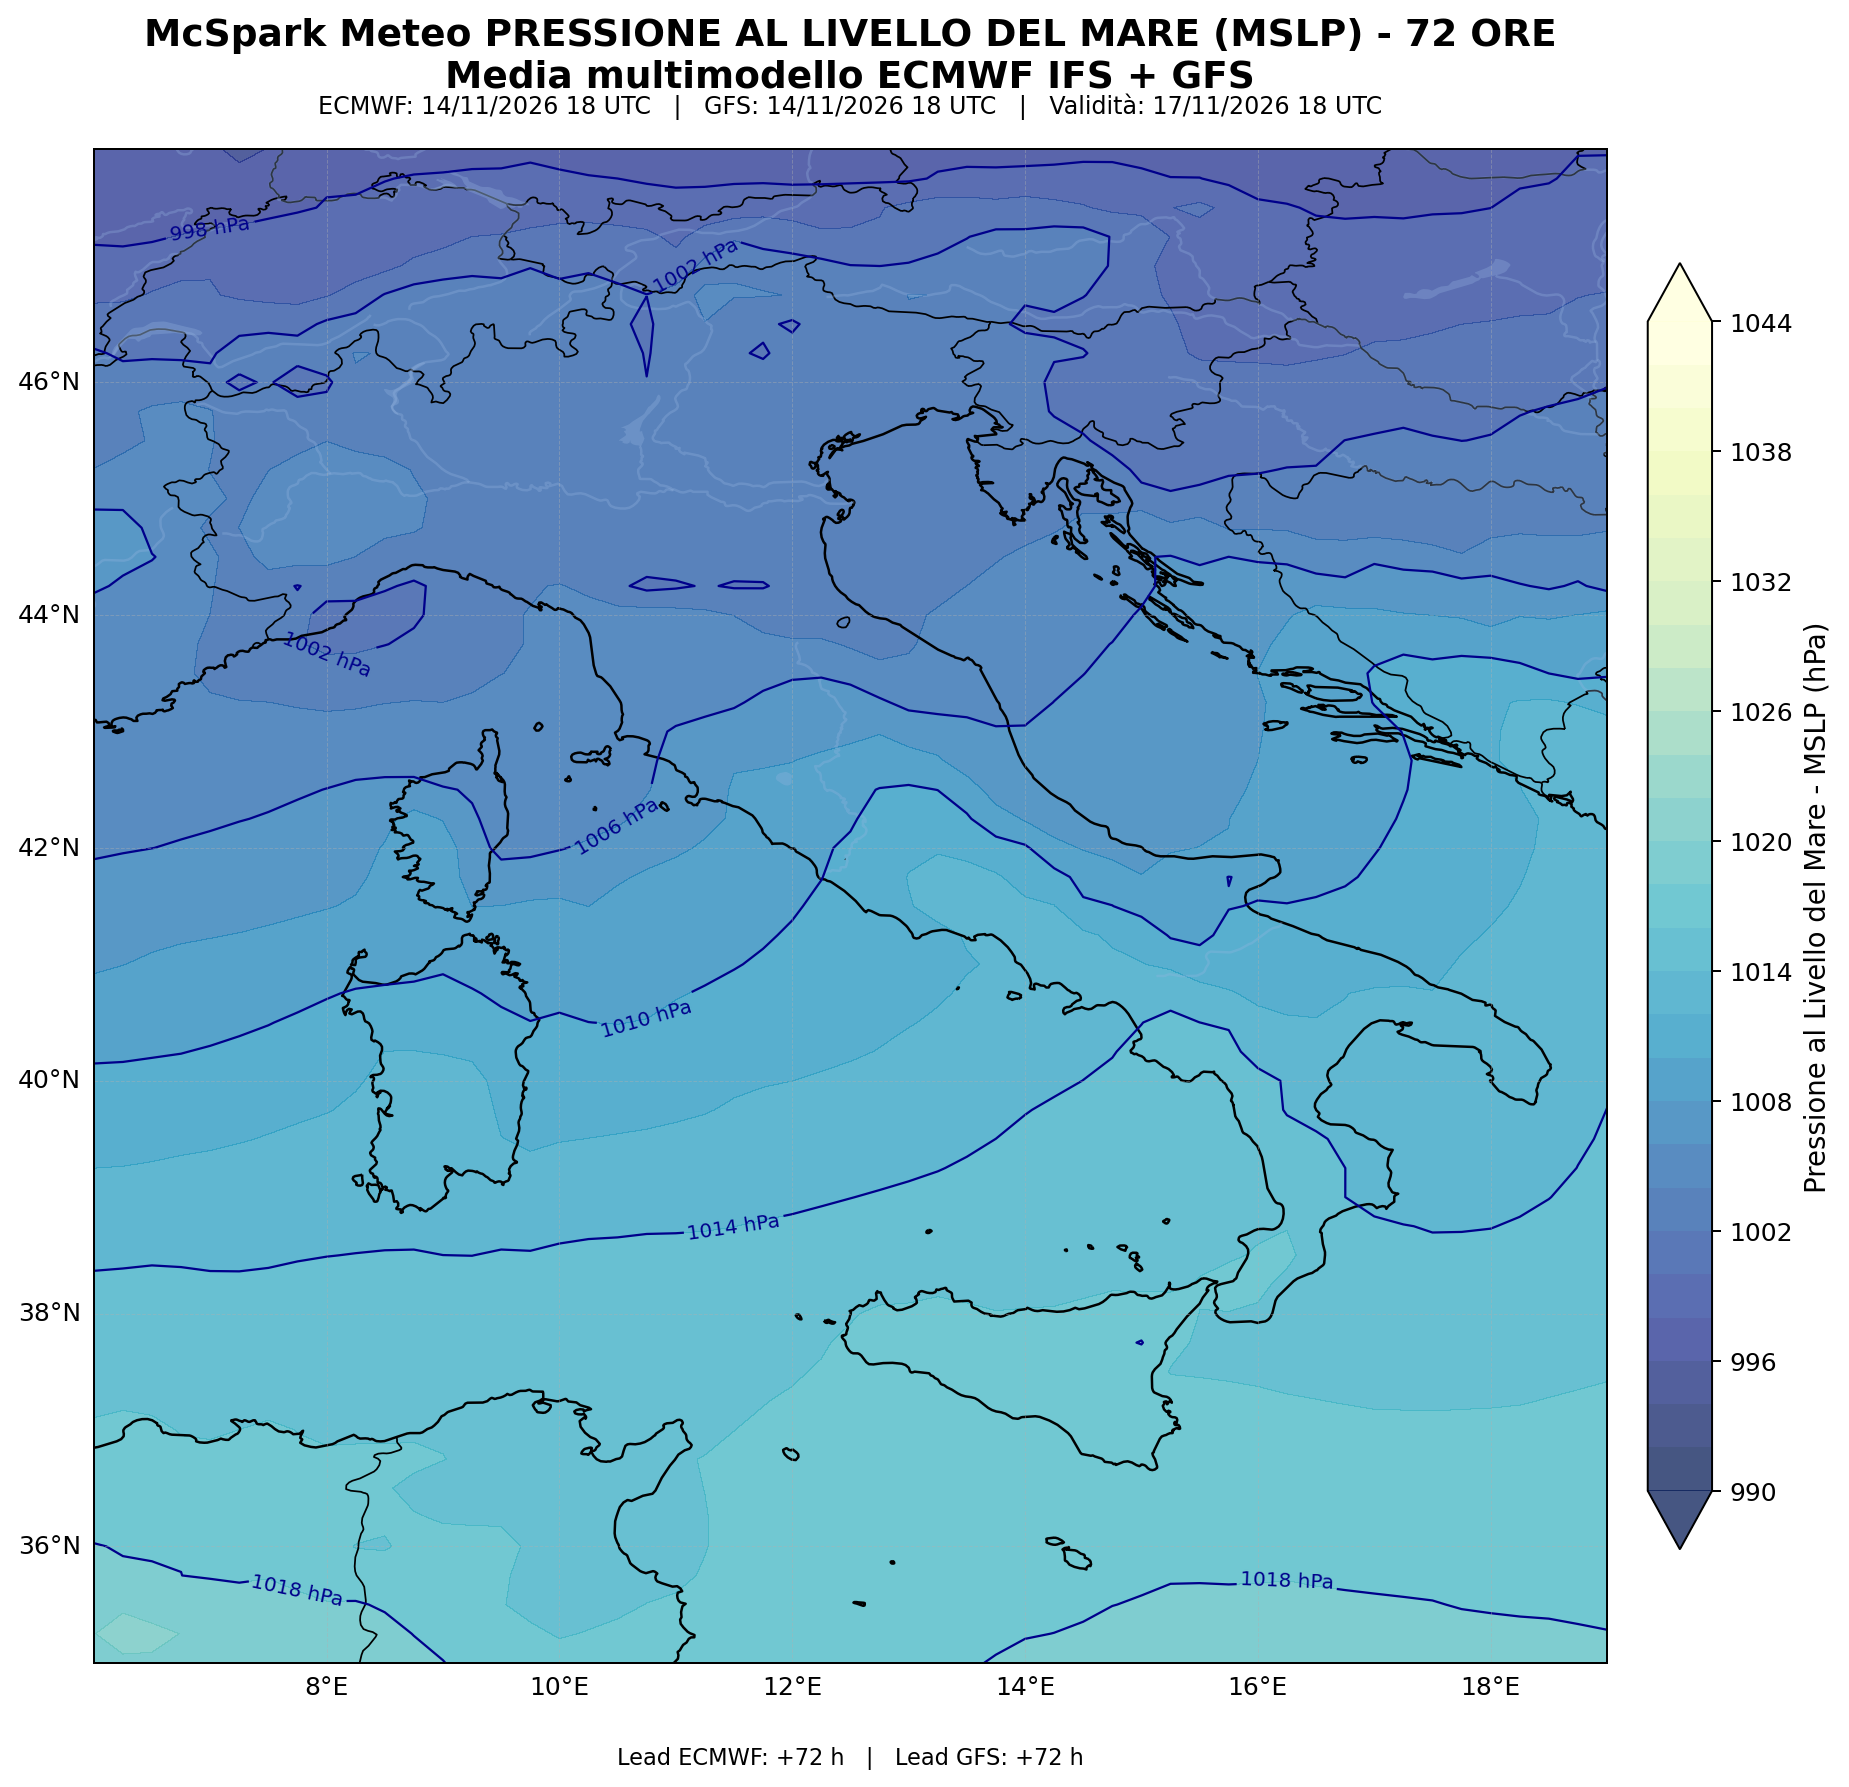 McSpark Meteo PRESSIONE AL LIVELLO DEL MARE (MSLP) - 72 ORE
Media multimodello ECMWF IFS + GFS
ECMWF: 14/11/2026 18 UTC | GFS: 14/11/2026 18 UTC | Validità: 17/11/2026 18 UTC
998 hPa
1002 hPa
1002 hPa
1006 hPa
1010 hPa
1014 hPa
1018 hPa
1018 hPa
46°N
44°N
42°N
40°N
38°N
36°N
8°E
10°E
12°E
14°E
16°E
18°E
1044
1038
1032
1026
1020
1014
1008
1002
996
990
Pressione al Livello del Mare - MSLP (hPa)
Lead ECMWF: +72 h | Lead GFS: +72 h